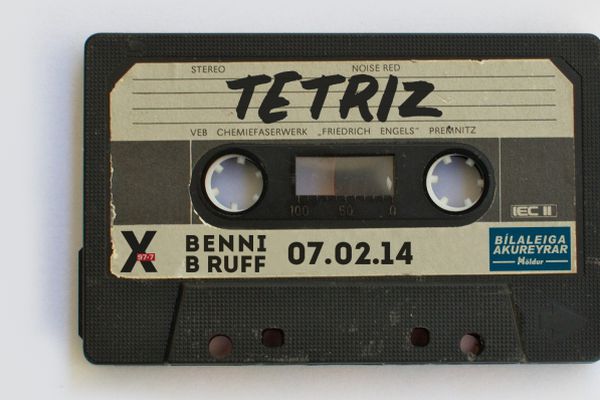 STEREO NOISE RED
TETRIZ
VEB CHEMIEFASERWERK „FRIEDRICH ENGELS" PREMNITZ
100 50 0
IEC II
X 97.7
BENNI
B RUFF
07.02.14
BÍLALEIGA
AKUREYRAR
Höldur